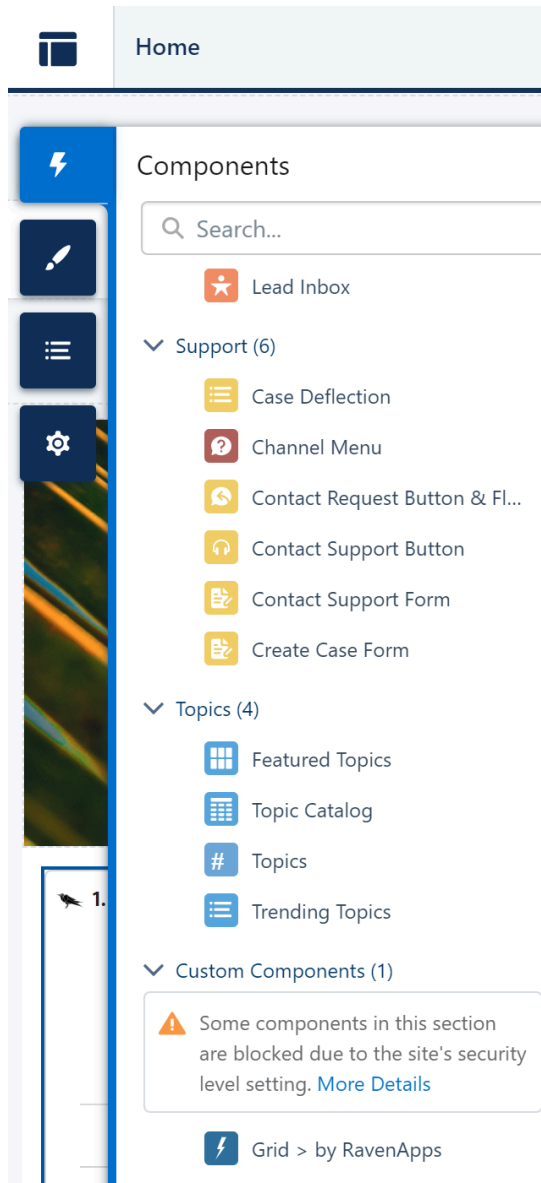 Home
Components
Search...
Lead Inbox
Support (6)
Case Deflection
Channel Menu
Contact Request Button & Fl...
Contact Support Button
Contact Support Form
Create Case Form
Topics (4)
Featured Topics
Topic Catalog
Topics
Trending Topics
1.
Custom Components (1)
Some components in this section
are blocked due to the site's security
level setting. More Details
Grid > by RavenApps